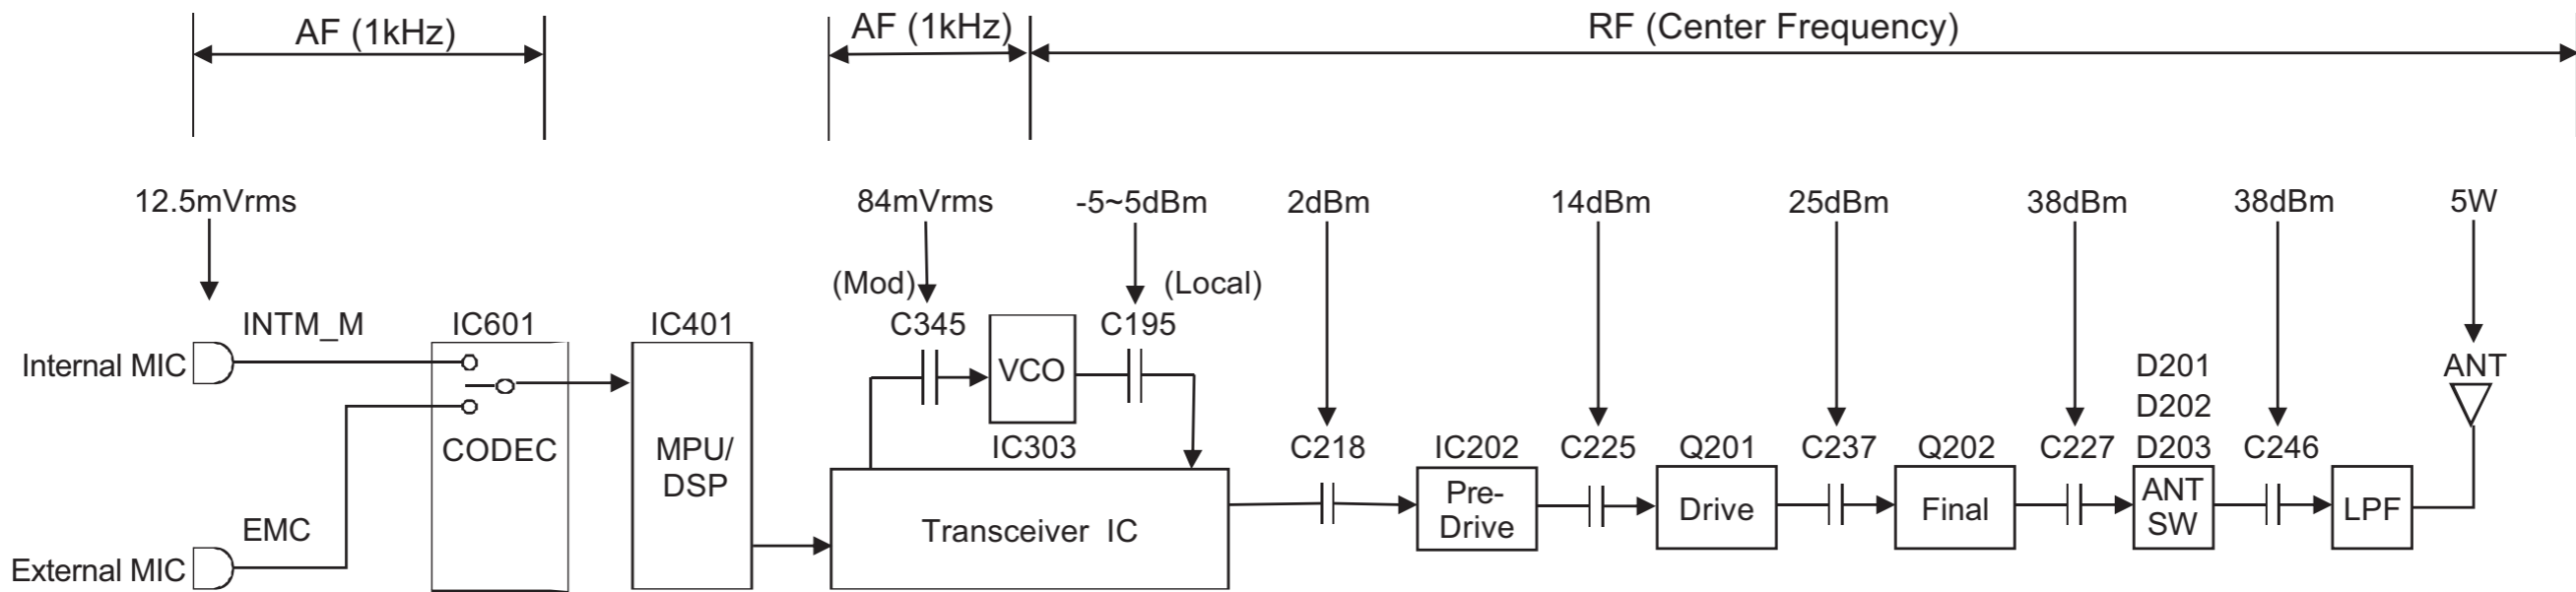 AF (1kHz)
AF (1kHz)
RF (Center Frequency)
12.5mVrms
84mVrms
-5~5dBm
2dBm
14dBm
25dBm
38dBm
38dBm
5W
(Mod)
(Local)
INTM_M
IC601
IC401
C345
C195
Internal MIC
VCO
D201
ANT
D202
CODEC
MPU/
DSP
IC303
C218
IC202
C225
Q201
C237
Q202
C227
D203
C246
Pre-
Drive
Drive
Final
ANT
SW
LPF
Transceiver IC
EMC
External MIC